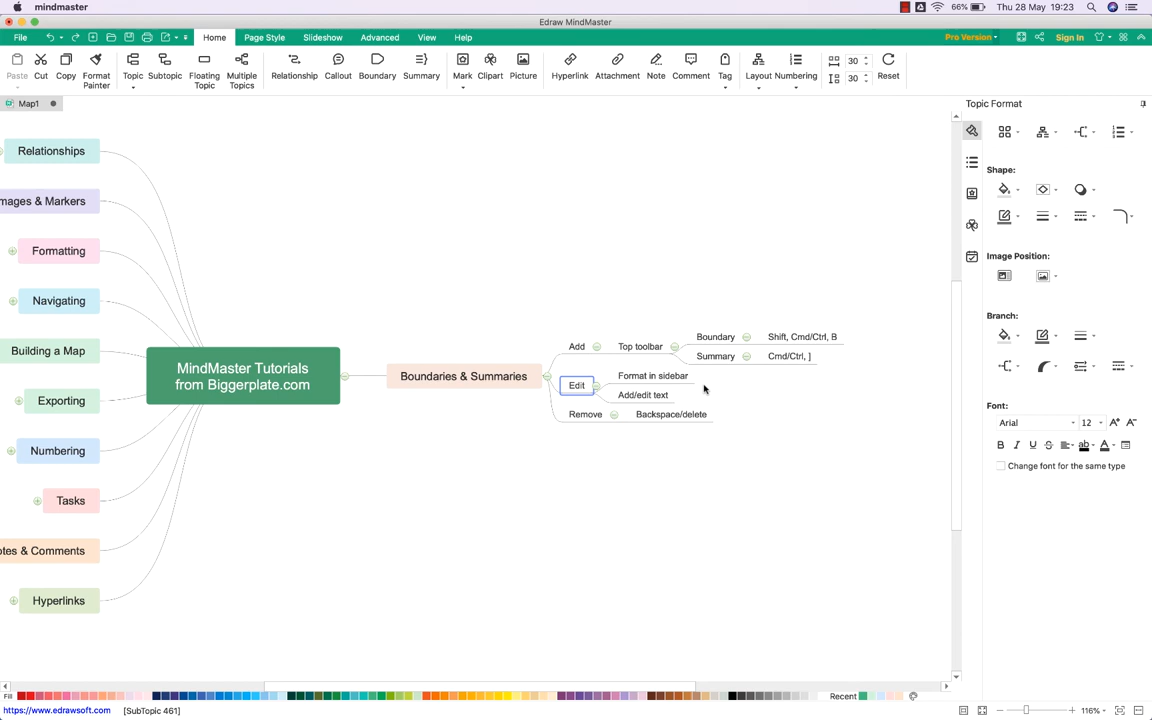 mindmaster
66%
Thu 28 May 19:23
Edraw MindMaster
File
Home
Page Style
Slideshow
Advanced
View
Help
Pro Version
Sign In
Paste
Cut
Copy
Format
Painter
Topic
Subtopic
Floating
Topic
Multiple
Topics
Relationship
Callout
Boundary
Summary
Mark
Clipart
Picture
Hyperlink
Attachment
Note
Comment
Tag
Layout
Numbering
30
30
Reset
Map1
Topic Format
Relationships
mages & Markers
Formatting
Navigating
Building a Map
Exporting
Numbering
Tasks
otes & Comments
Hyperlinks
MindMaster Tutorials
from Biggerplate.com
Boundaries & Summaries
Add
Top toolbar
Boundary
Shift, Cmd/Ctrl, B
Summary
Cmd/Ctrl, ]
Edit
Format in sidebar
Add/edit text
Remove
Backspace/delete
Shape:
Image Position:
Branch:
Font:
Arial
12
A+ A-
B I U S ab A
Change font for the same type
Fill
Recent
https://www.edrawsoft.com
[SubTopic 461]
116%